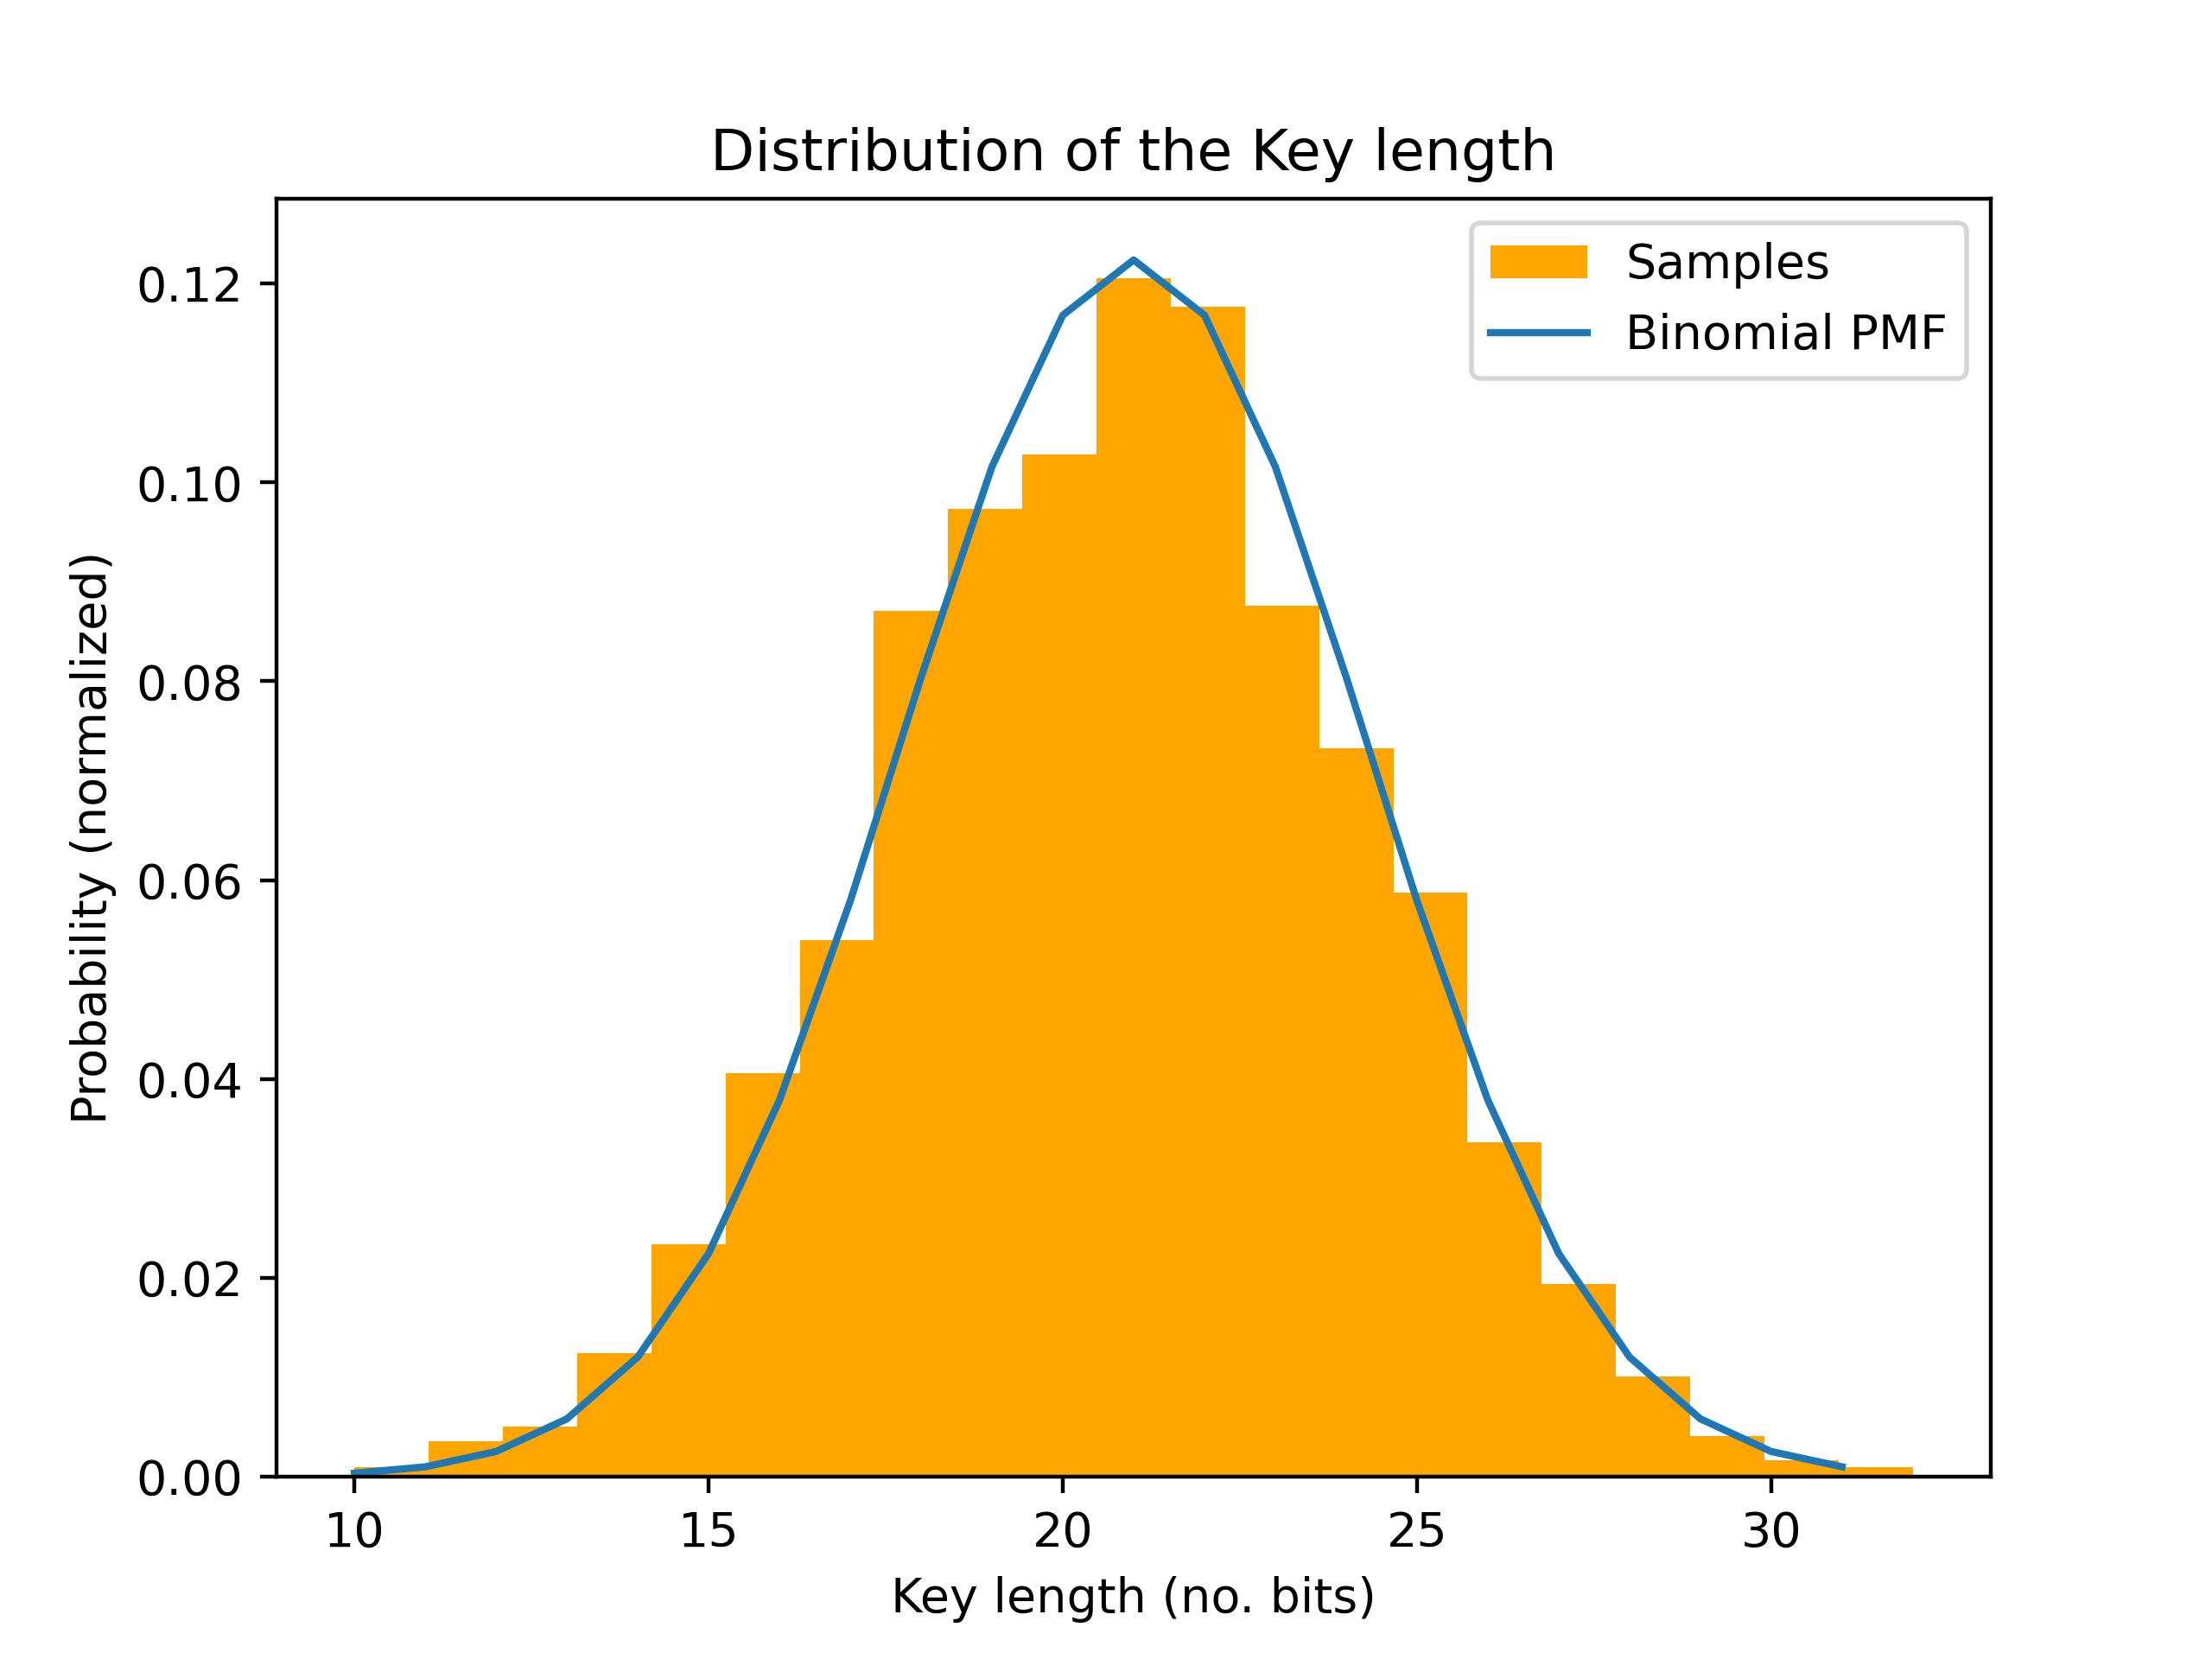 Distribution of the Key length
Samples
Binomial PMF
0.12
0.10
0.08
0.06
0.04
0.02
0.00
Probability (normalized)
10 15 20 25 30
Key length (no. bits)